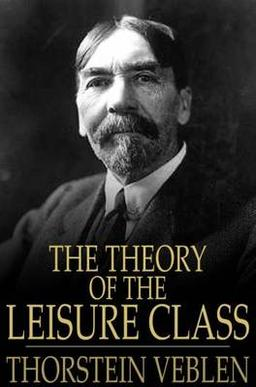 THE THEORY
OF THE
LEISURE CLASS
THORSTEIN VEBLEN